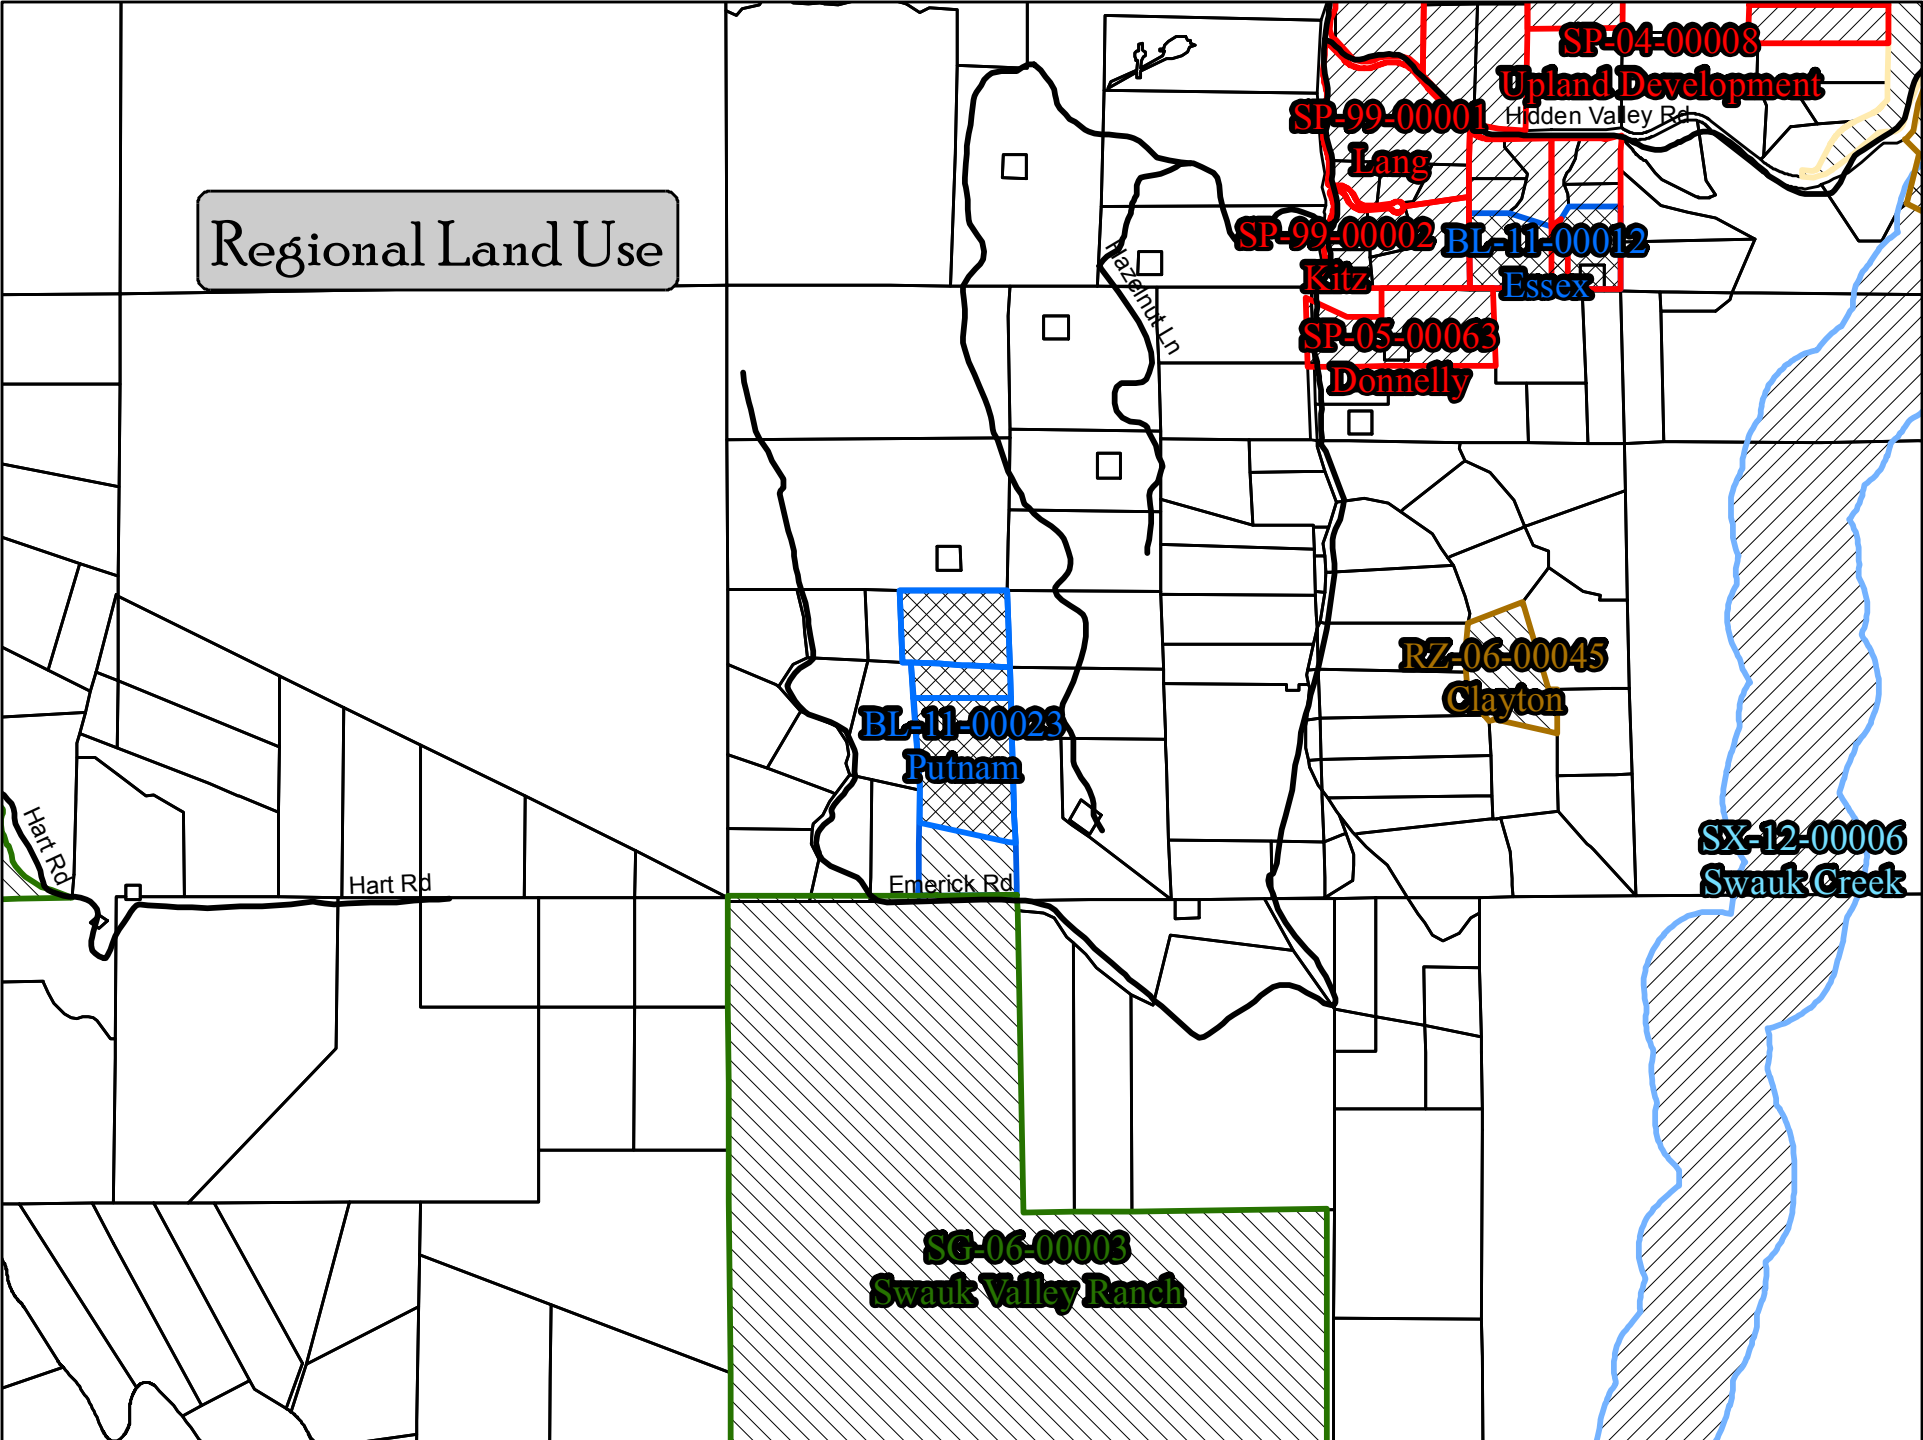 SP-04-00008
Upland Development
Hidden Valley Rd
SP-99-00001
Lang
Regional Land Use
SP-99-00002
Kitz
BL-11-00012
Essex
Hazelnut Ln
SP-05-00063
Donnelly
RZ-06-00045
Clayton
BL-11-00023
Putnam
Hart Rd
SX-12-00006
Swauk Creek
Hart Rd
Emerick Rd
SG-06-00003
Swauk Valley Ranch